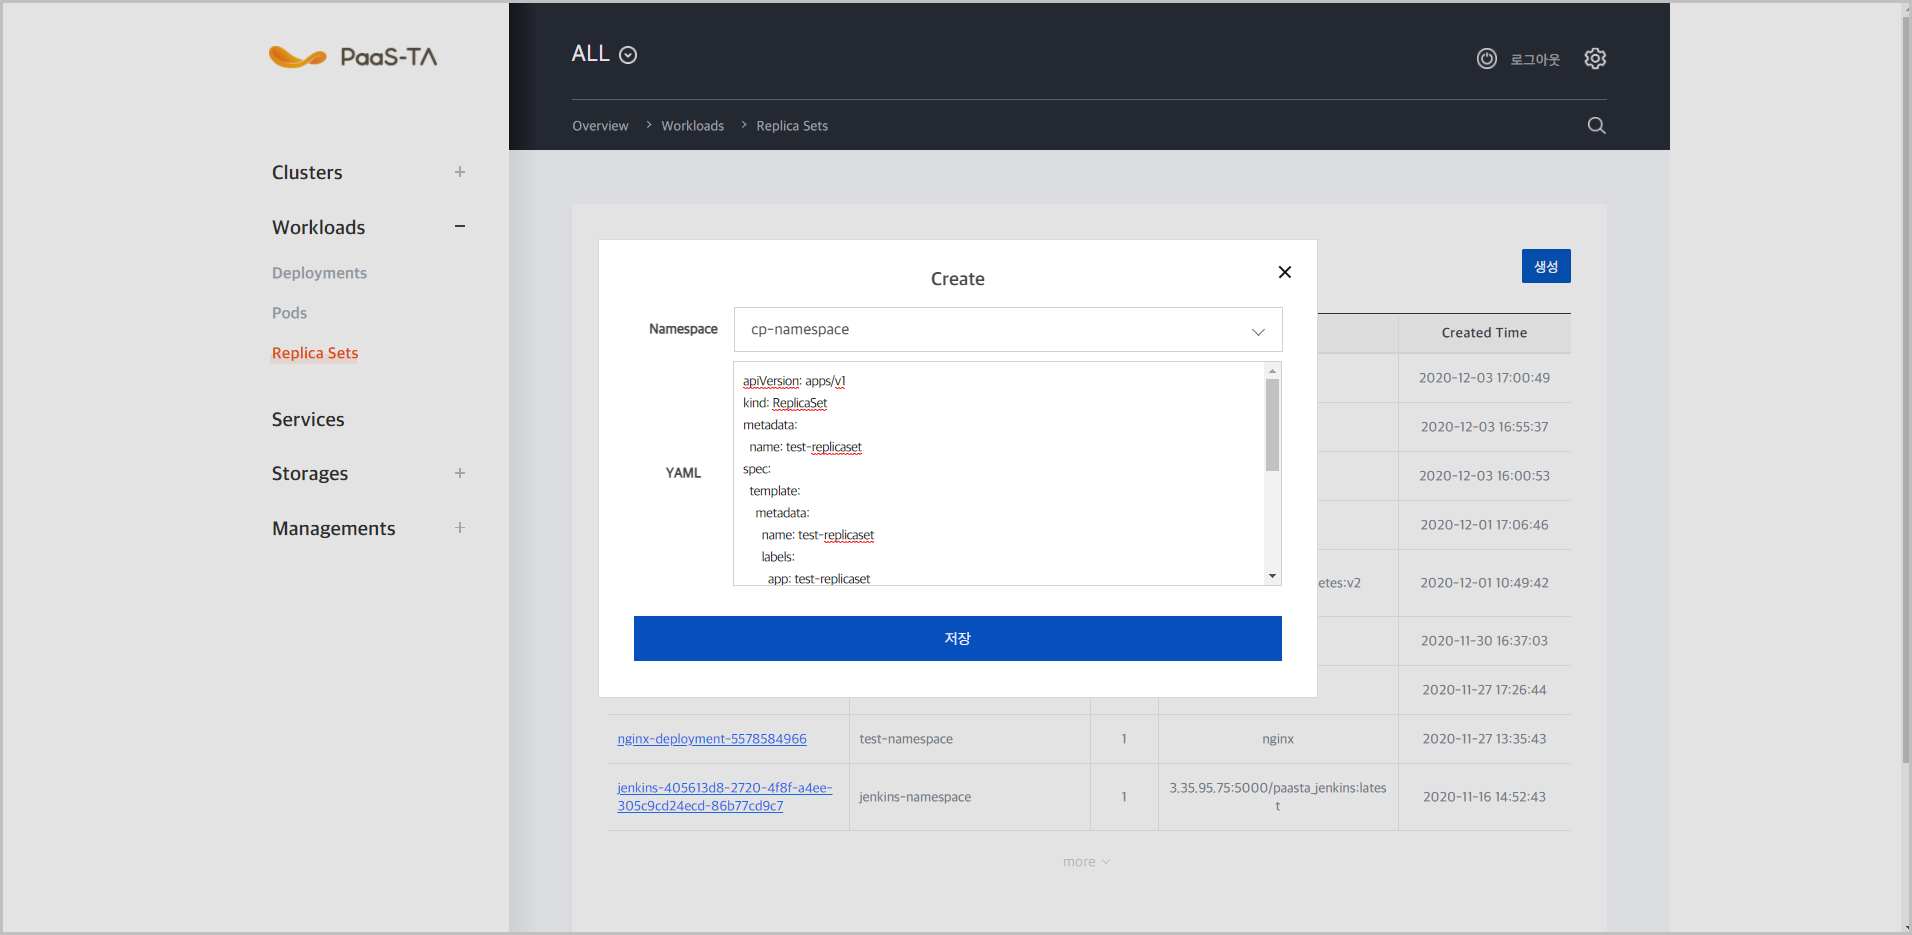 PaaS-TA
ALL
로그아웃
Overview > Workloads > Replica Sets
Clusters +
Workloads −
Deployments
Pods
Replica Sets
Services
Storages +
Managements +
생성
Create
Namespace cp-namespace
YAML
apiVersion: apps/v1
kind: ReplicaSet
metadata:
  name: test-replicaset
spec:
  template:
    metadata:
      name: test-replicaset
      labels:
        app: test-replicaset
저장
Created Time
2020-12-03 17:00:49
2020-12-03 16:55:37
2020-12-03 16:00:53
2020-12-01 17:06:46
etes:v2 2020-12-01 10:49:42
2020-11-30 16:37:03
2020-11-27 17:26:44
nginx-deployment-5578584966 test-namespace 1 nginx 2020-11-27 13:35:43
jenkins-405613d8-2720-4f8f-a4ee-
305c9cd24ecd-86b77cd9c7
jenkins-namespace 1
3.35.95.75:5000/paasta_jenkins:lates
t
2020-11-16 14:52:43
more